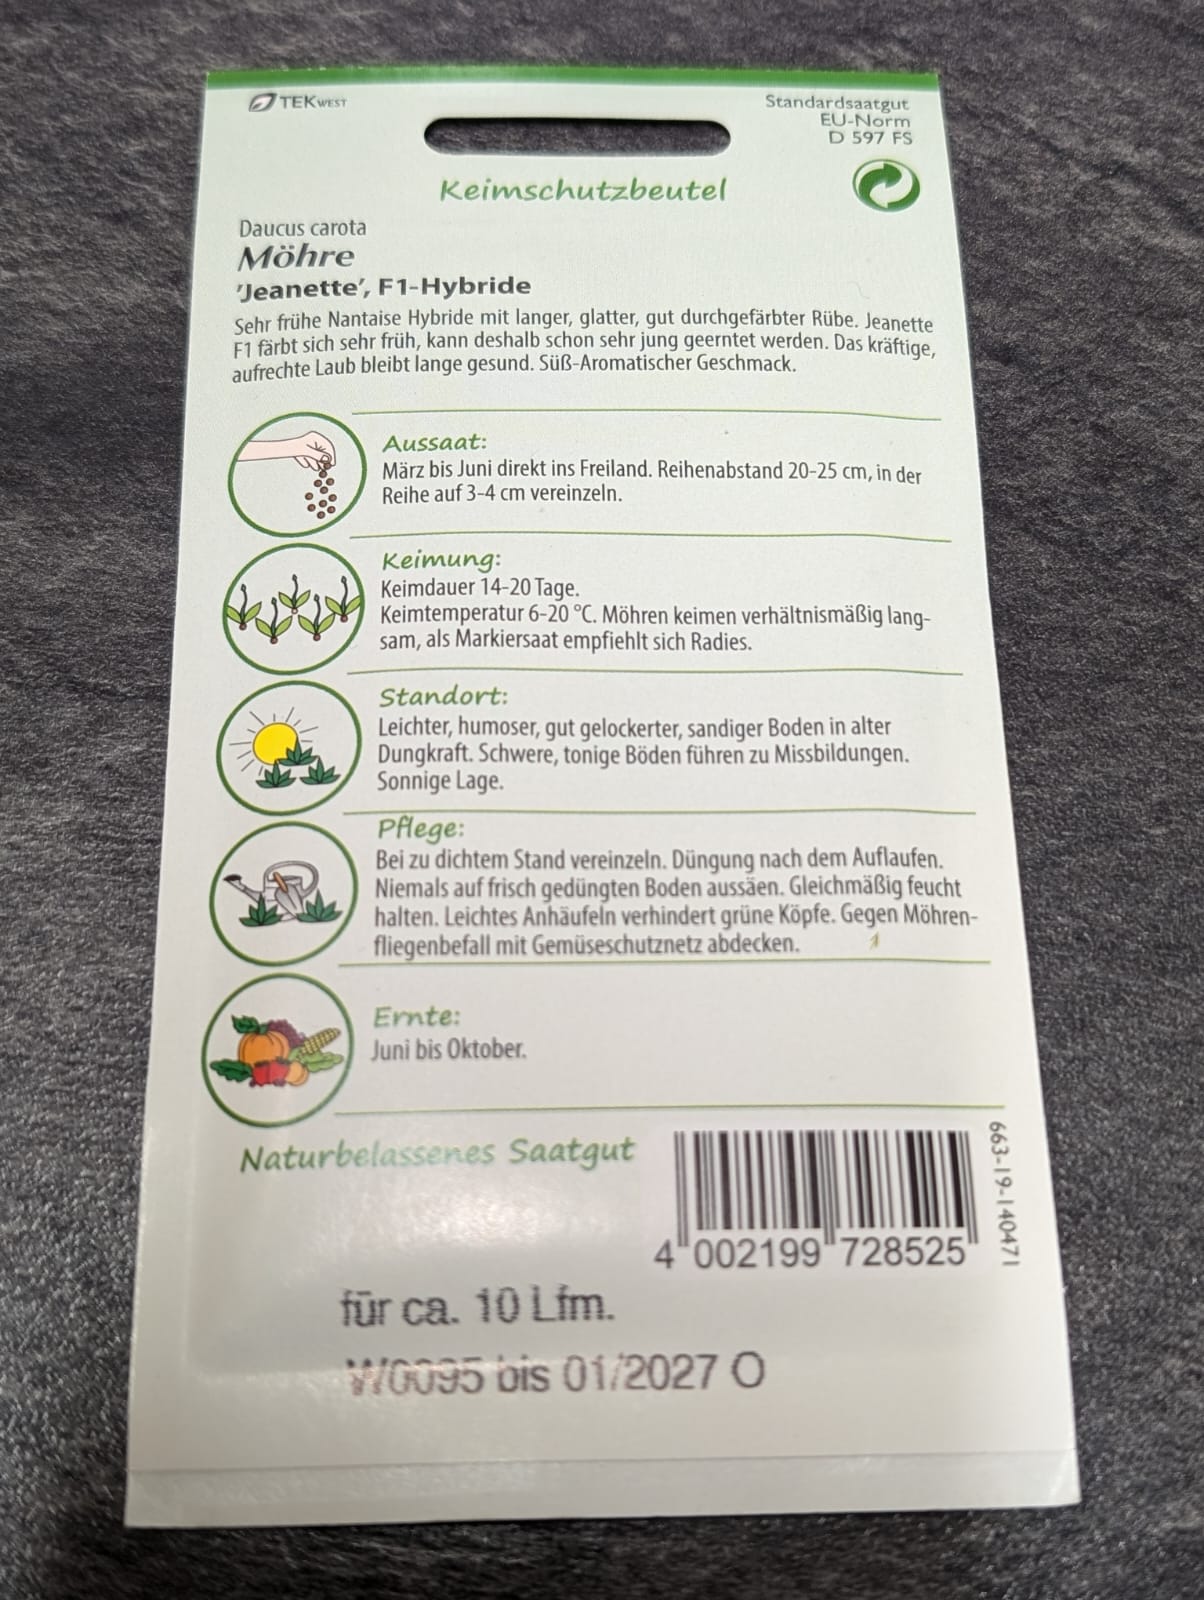 TEKWEST
Standardsaatgut
EU-Norm
D 597 FS
Keimschutzbeutel
Daucus carota
Möhre
'Jeanette', F1-Hybride
Sehr frühe Nantaise Hybride mit langer, glatter, gut durchgefärbter Rübe. Jeanette
F1 färbt sich sehr früh, kann deshalb schon sehr jung geerntet werden. Das kräftige,
aufrechte Laub bleibt lange gesund. Süß-Aromatischer Geschmack.
Aussaat:
März bis Juni direkt ins Freiland. Reihenabstand 20-25 cm, in der
Reihe auf 3-4 cm vereinzeln.
Keimung:
Keimdauer 14-20 Tage.
Keimtemperatur 6-20 °C. Möhren keimen verhältnismäßig lang-
sam, als Markiersaat empfiehlt sich Radies.
Standort:
Leichter, humoser, gut gelockerter, sandiger Boden in alter
Dungkraft. Schwere, tonige Böden führen zu Missbildungen.
Sonnige Lage.
Pflege:
Bei zu dichtem Stand vereinzeln. Düngung nach dem Auflaufen.
Niemals auf frisch gedüngten Boden aussäen. Gleichmäßig feucht
halten. Leichtes Anhäufeln verhindert grüne Köpfe. Gegen Möhren-
fliegenbefall mit Gemüseschutznetz abdecken.
Ernte:
Juni bis Oktober.
Naturbelassenes Saatgut
663-19-140471
4 002199 728525
für ca. 10 Lfm.
W0095 bis 01/2027 O